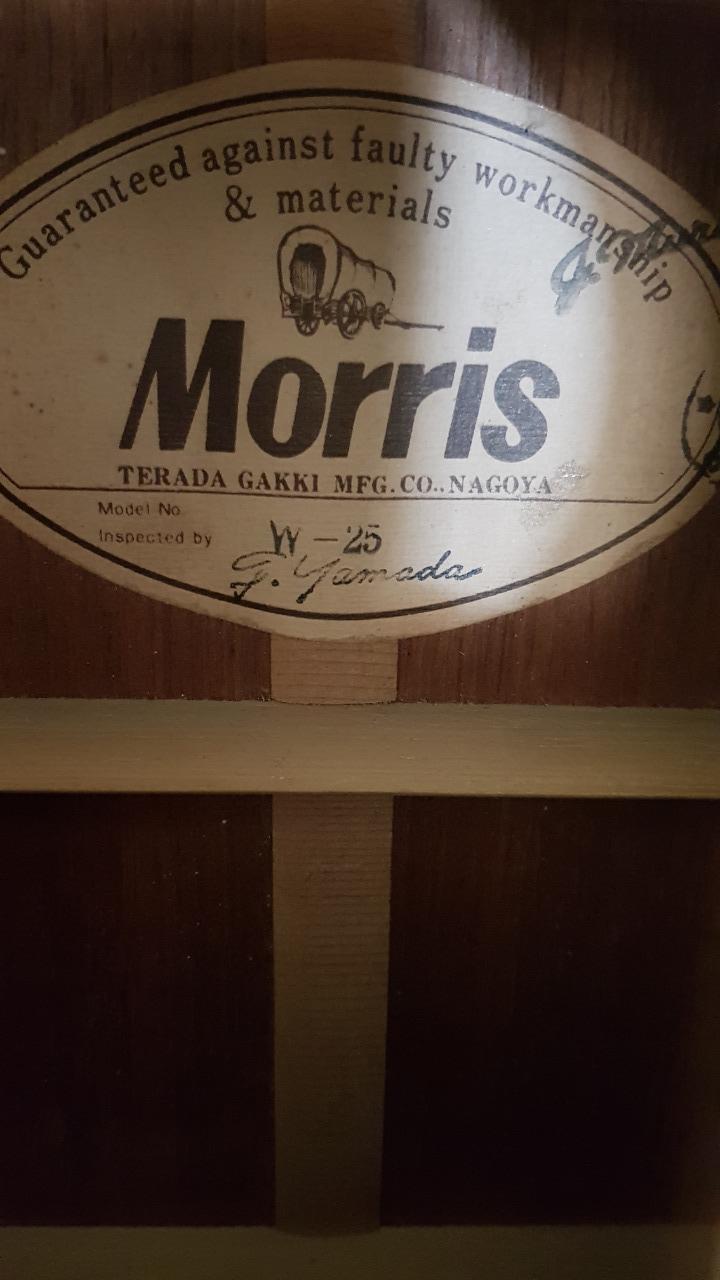 Guaranteed against faulty workmanship
& materials
Morris
TERADA GAKKI MFG. CO., NAGOYA
Model No.
W-25
Inspected by
G. Yamada